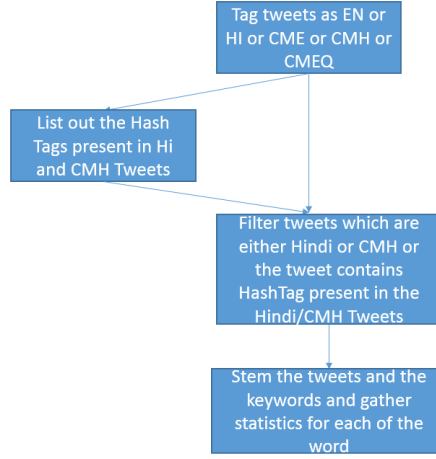 Tag tweets as EN or
HI or CME or CMH or
CMEQ
List out the Hash
Tags present in Hi
and CMH Tweets
Filter tweets which are
either Hindi or CMH or
the tweet contains
HashTag present in the
Hindi/CMH Tweets
Stem the tweets and the
keywords and gather
statistics for each of the
word